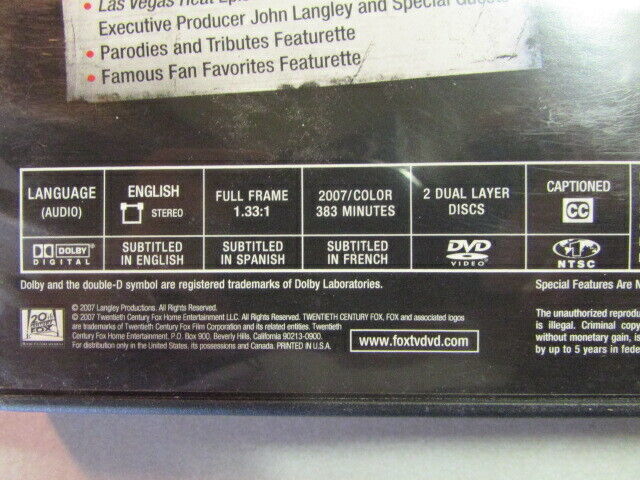 • Las Vegas Heat
Executive Producer John Langley and Special
• Parodies and Tributes Featurette
• Famous Fan Favorites Featurette
LANGUAGE (AUDIO)
ENGLISH STEREO
FULL FRAME 1.33:1
2007/COLOR 383 MINUTES
2 DUAL LAYER DISCS
CAPTIONED CC
DOLBY DIGITAL
SUBTITLED IN ENGLISH
SUBTITLED IN SPANISH
SUBTITLED IN FRENCH
DVD VIDEO
NTSC
Dolby and the double-D symbol are registered trademarks of Dolby Laboratories.
Special Features Are N
© 2007 Langley Productions. All Rights Reserved.
© 2007 Twentieth Century Fox Home Entertainment LLC. All Rights Reserved. TWENTIETH CENTURY FOX, FOX and associated logos
are trademarks of Twentieth Century Fox Film Corporation and its related entities. Twentieth
Century Fox Home Entertainment. P.O. Box 900, Beverly Hills, California 90213-0900.
For distribution only in the United States, its possessions and Canada. PRINTED IN U.S.A.
20th CENTURY FOX
www.foxtvdvd.com
The unauthorized reprodu
is illegal. Criminal copy
without monetary gain, is
by up to 5 years in fede